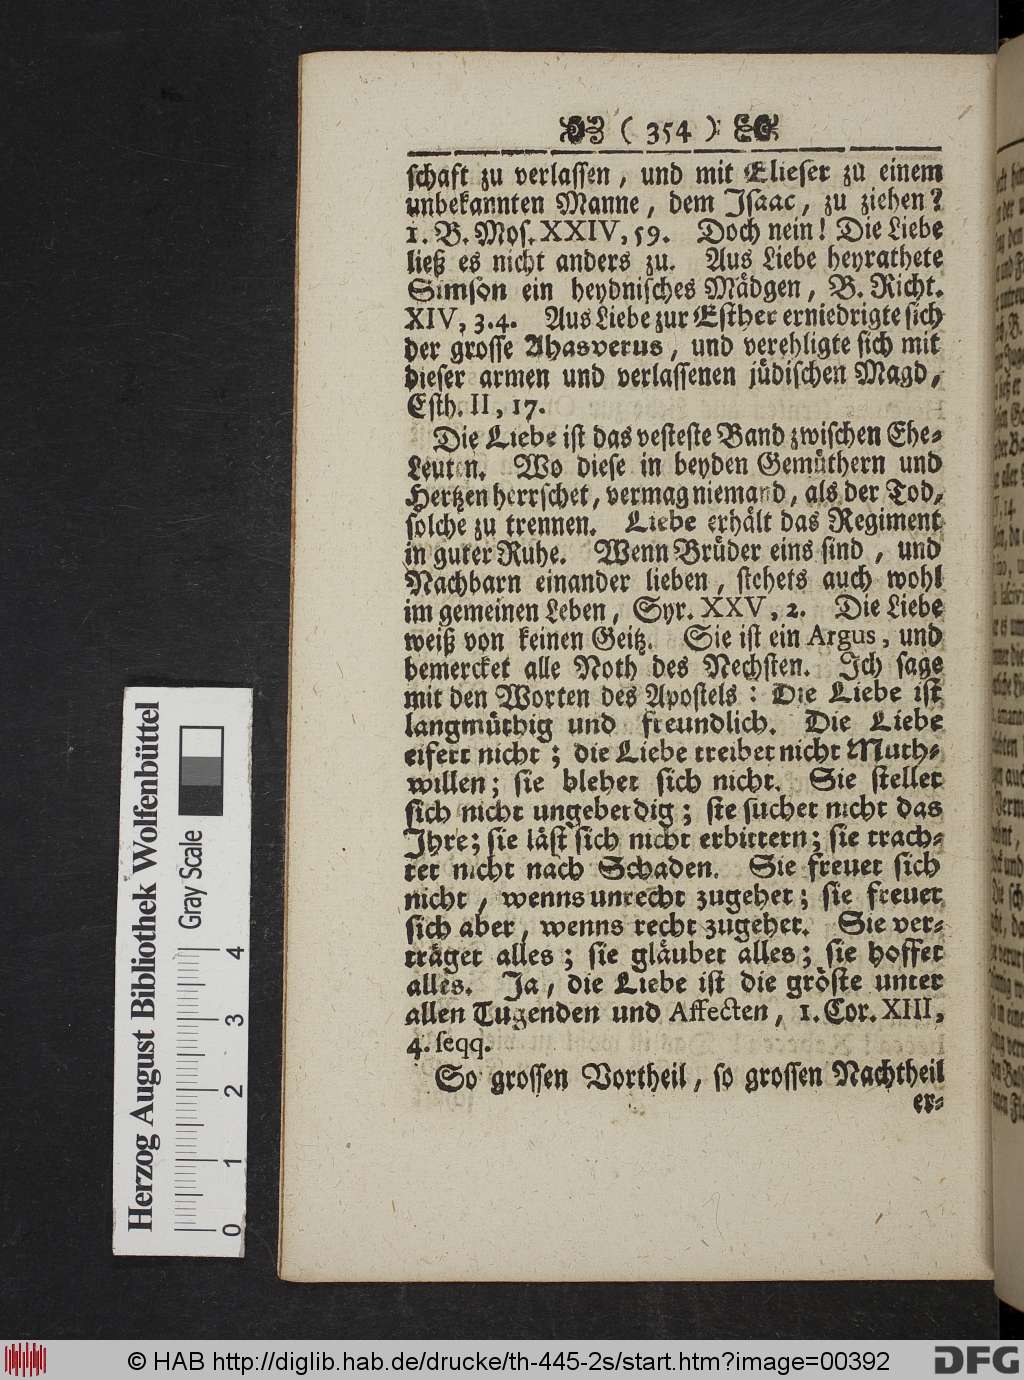 ( 354 )
schaft zu verlassen, und mit Elieser zu einem
unbekannten Manne, dem Isaac, zu ziehen?
1. B. Mos. XXIV, 59. Doch nein! Die Liebe
ließ es nicht anders zu. Aus Liebe heyrathete
Simson ein heydnisches Mädgen, B. Richt.
XIV, 3.4. Aus Liebe zur Esther erniedrigte sich
der grosse Ahasverus, und verehligte sich mit
dieser armen und verlassenen jüdischen Magd,
Esth. II, 17.
Die Liebe ist das vesteste Band zwischen Ehe-
Leuten. Wo diese in beyden Gemüthern und
Hertzen herrschet, vermag niemand, als der Tod,
solche zu trennen. Liebe erhält das Regiment
in guter Ruhe. Wenn Brüder eins sind, und
Nachbarn einander lieben, stehets auch wohl
im gemeinen Leben, Syr. XXV, 2. Die Liebe
weiß von keinen Geitz. Sie ist ein Argus, und
bemercket alle Noth des Nechsten. Ich sage
mit den Worten des Apostels: Die Liebe ist
langmüthig und freundlich. Die Liebe
eifert nicht; die Liebe treibet nicht Muth-
willen; sie blehet sich nicht. Sie stellet
sich nicht ungeberdig; sie suchet nicht das
Ihre; sie läst sich nicht erbittern; sie trach-
tet nicht nach Schaden. Sie freuet sich
nicht, wenns unrecht zugehet; sie freuet
sich aber, wenns recht zugehet. Sie ver-
träget alles; sie gläubet alles; sie hoffet
alles. Ja, die Liebe ist die gröste unter
allen Tugenden und Affecten, 1. Cor. XIII,
4. seqq.
So grossen Vortheil, so grossen Nachtheil
er-
Herzog August Bibliothek Wolfenbüttel
Gray Scale
0 1 2 3 4
© HAB http://diglib.hab.de/drucke/th-445-2s/start.htm?image=00392
DFG